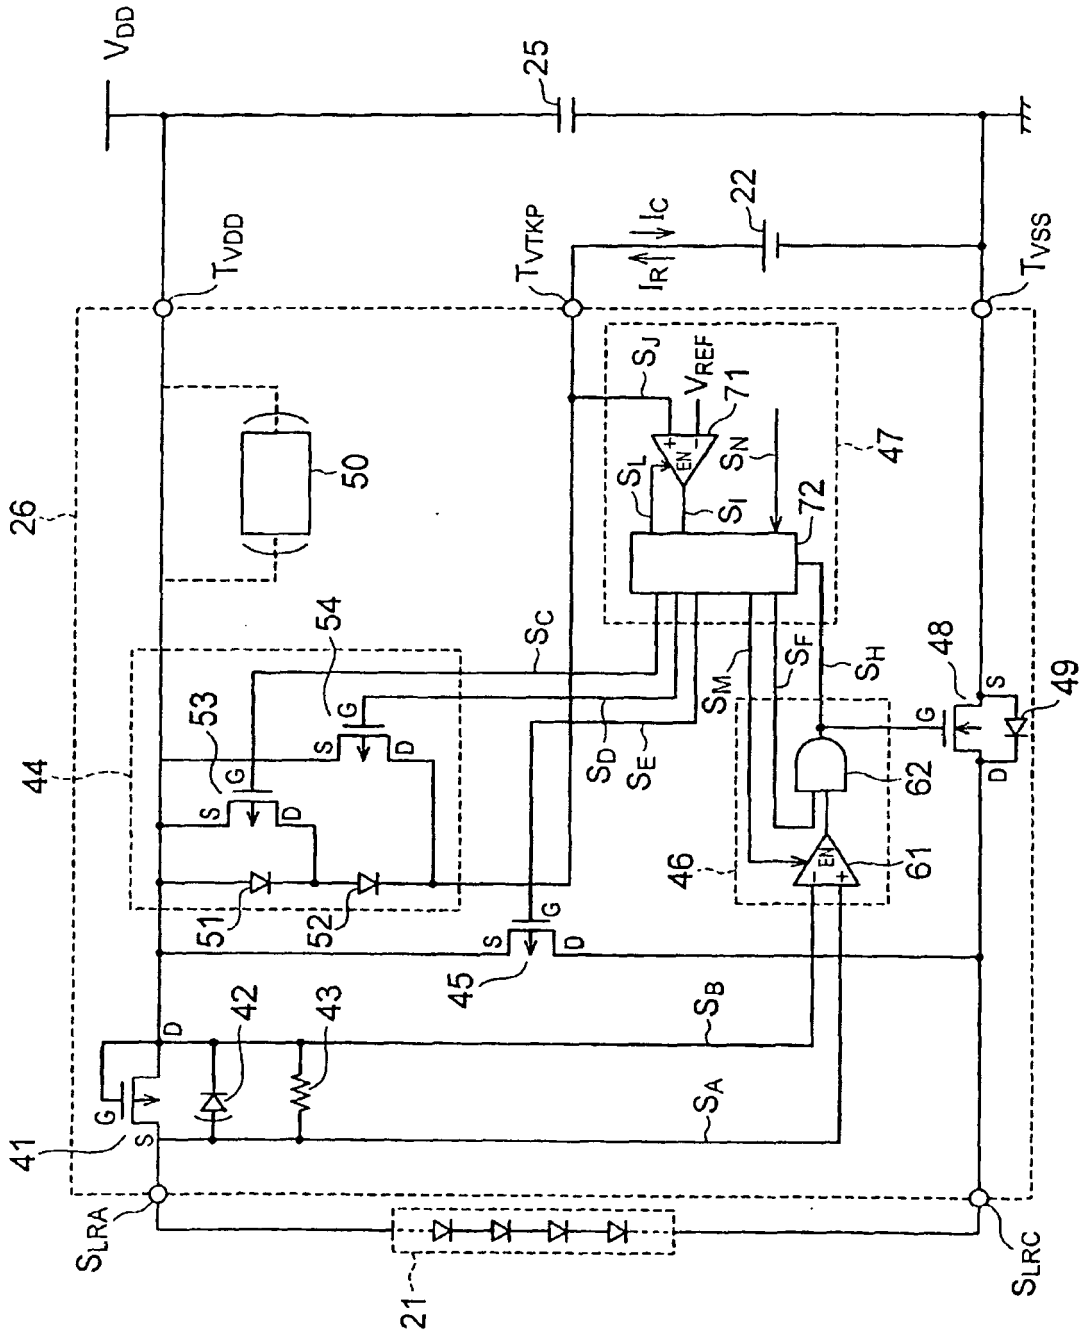 VDD
25
22
IC
IR
TVDD
TVTKP
TVSS
26
50
SJ
VREF
71
SL
SN
SI
EN
+
−
72
47
44
53
54
G
S
D
G
S
D
SC
SD
SE
SM
SF
SH
48
G
S
D
49
51
52
46
62
61
EN
−
+
45
S
G
D
41
G
S
D
42
43
SB
SA
SLRA
SLRC
21